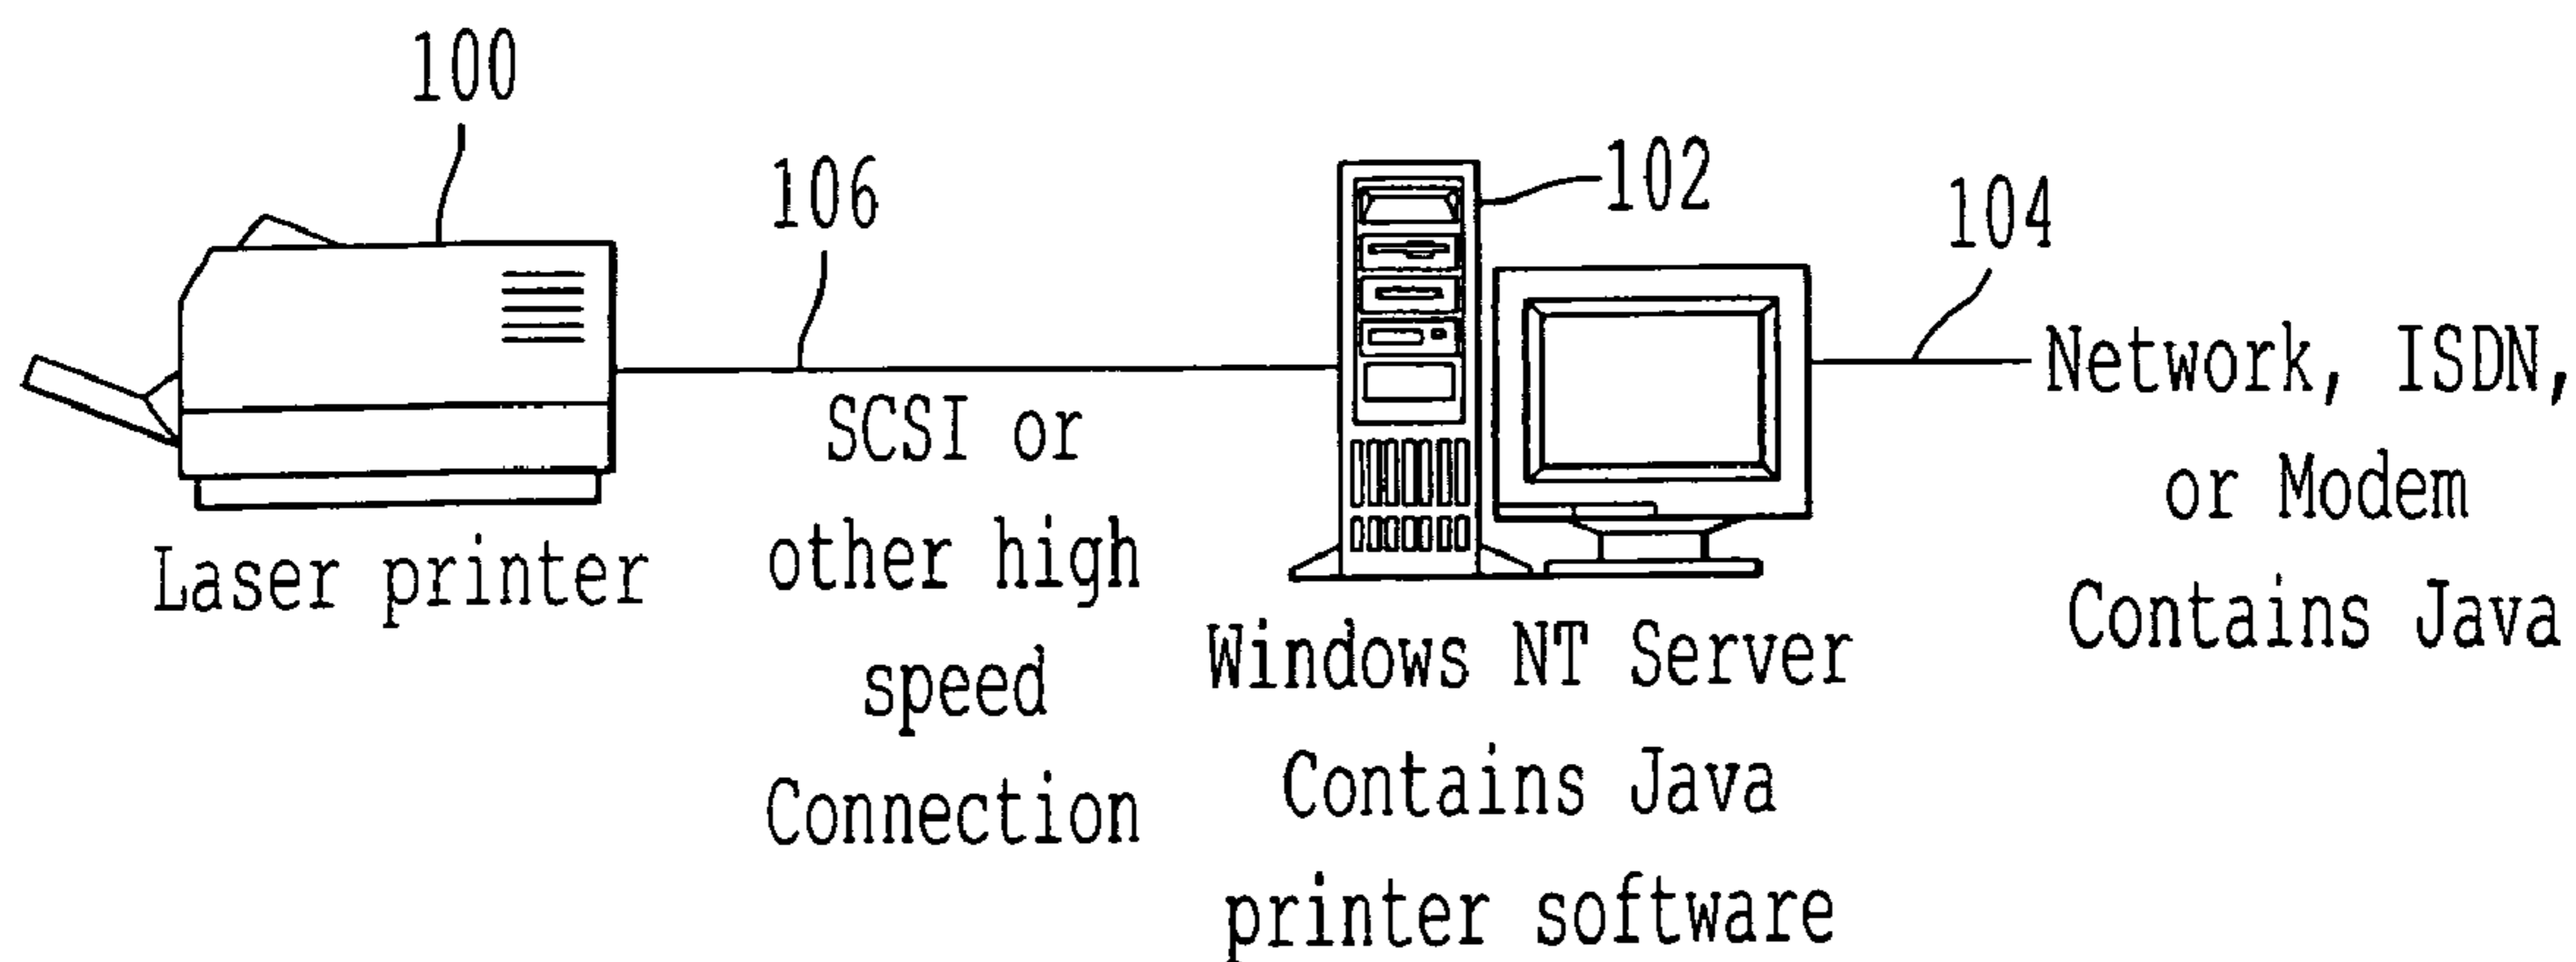 100
106
102
104
Laser printer
SCSI or
other high
speed
Connection
Windows NT Server
Contains Java
printer software
Network, ISDN,
or Modem
Contains Java